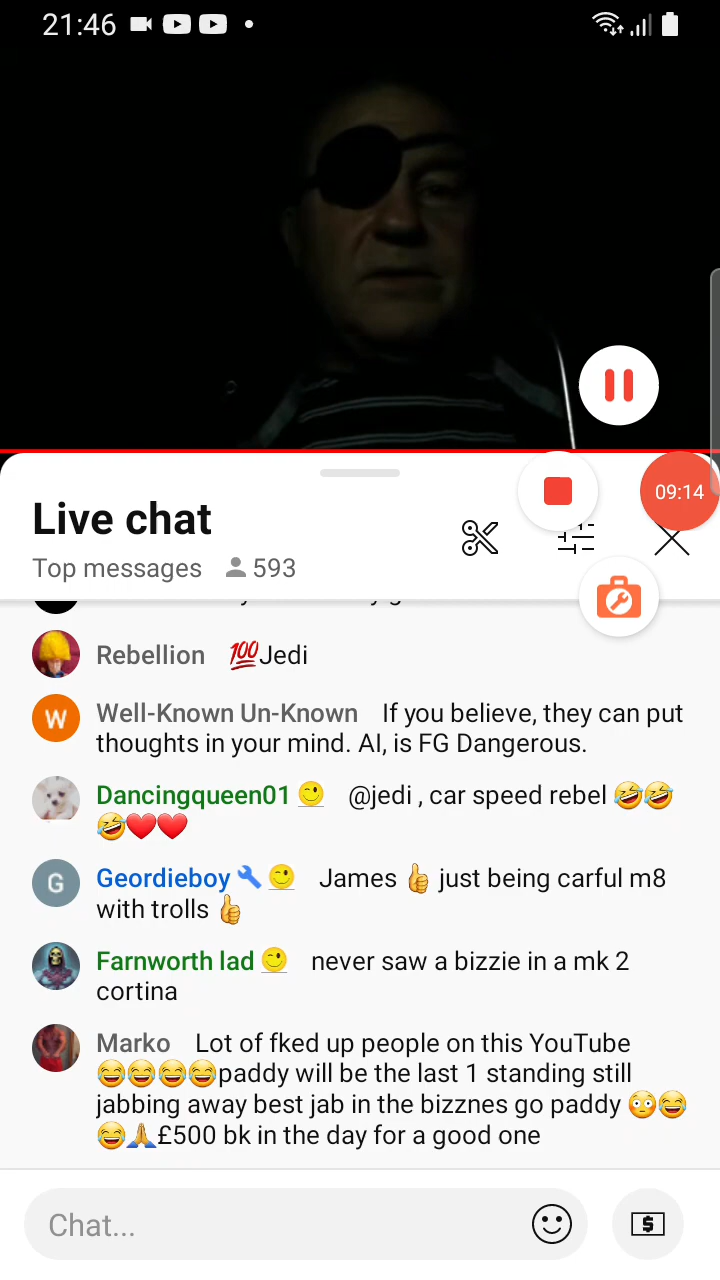 21:46
09:14
Live chat
Top messages 593
Rebellion 💯Jedi
W
Well-Known Un-Known If you believe, they can put
thoughts in your mind. AI, is FG Dangerous.
Dancingqueen01 @jedi , car speed rebel 🤣🤣
🤣❤️❤️
G
Geordieboy James 👍 just being carful m8
with trolls 👍
Farnworth lad never saw a bizzie in a mk 2
cortina
Marko Lot of fked up people on this YouTube
😂😂😂😂paddy will be the last 1 standing still
jabbing away best jab in the bizznes go paddy 😳😂
😂🙏£500 bk in the day for a good one
Chat...
$